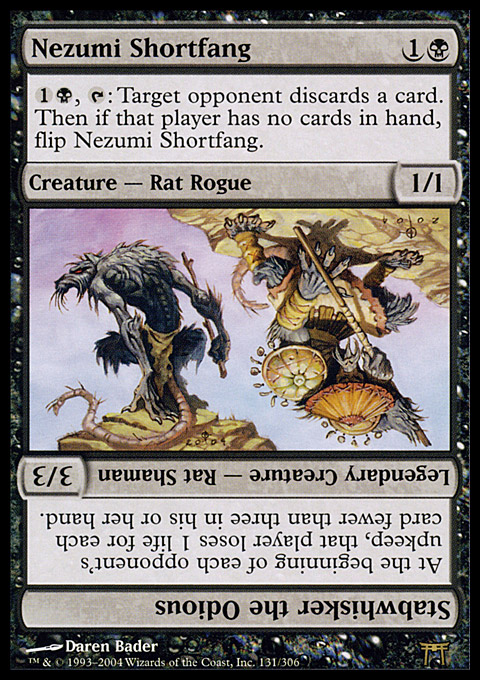 Nezumi Shortfang 1
1, : Target opponent discards a card.
Then if that player has no cards in hand,
flip Nezumi Shortfang.
Creature — Rat Rogue 1/1
Stabwhisker the Odious
At the beginning of each opponent's
upkeep, that player loses 1 life for each
card fewer than three in his or her hand.
Legendary Creature — Rat Shaman 3/3
Daren Bader
™ & © 1993–2004 Wizards of the Coast, Inc. 131/306